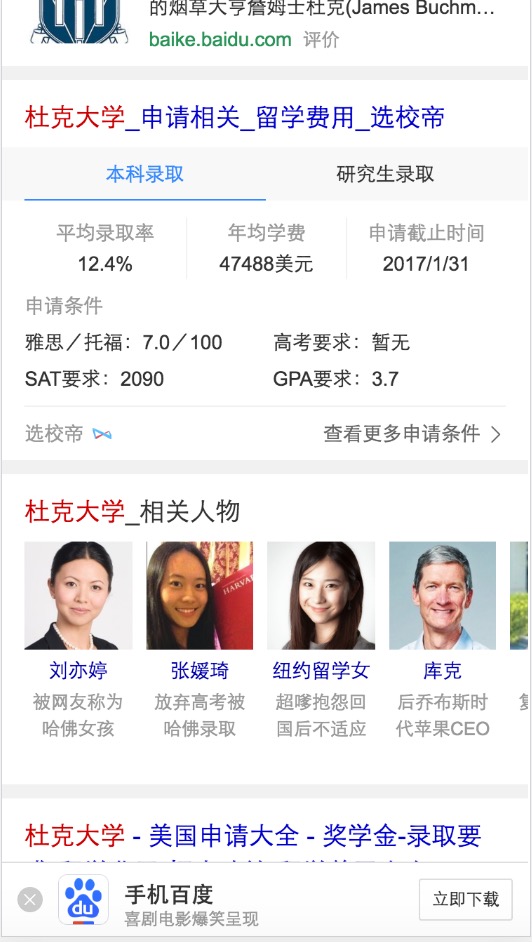 的烟草大亨詹姆士杜克(James Buchm...
baike.baidu.com 评价
杜克大学_申请相关_留学费用_选校帝
本科录取 研究生录取
平均录取率 年均学费 申请截止时间
12.4% 47488美元 2017/1/31
申请条件
雅思／托福：7.0／100 高考要求：暂无
SAT要求：2090 GPA要求：3.7
选校帝 查看更多申请条件
杜克大学_相关人物
HARVA
刘亦婷 张媛琦 纽约留学女 库克
被网友称为 放弃高考被 超嗲抱怨回 后乔布斯时
哈佛女孩 哈佛录取 国后不适应 代苹果CEO
杜克大学 - 美国申请大全 - 奖学金-录取要
du
手机百度
喜剧电影爆笑呈现
立即下载